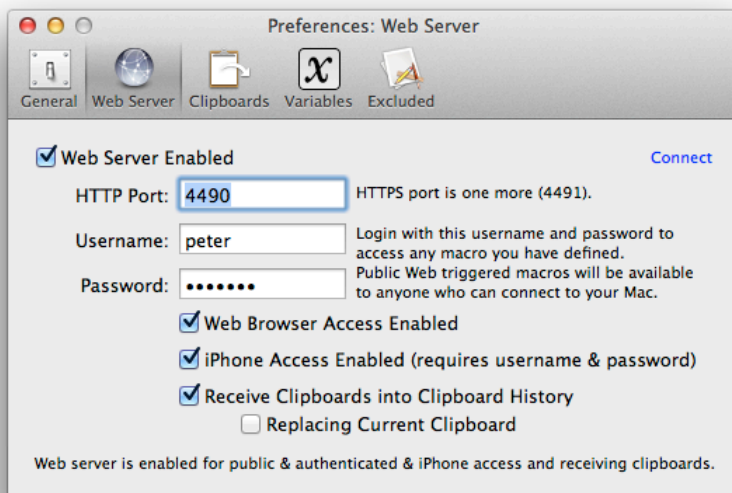 Preferences: Web Server
General Web Server Clipboards Variables Excluded
Web Server Enabled
Connect
HTTP Port: 4490 HTTPS port is one more (4491).
Username: peter
Login with this username and password to
access any macro you have defined.
Password: •••••••
Public Web triggered macros will be available
to anyone who can connect to your Mac.
Web Browser Access Enabled
iPhone Access Enabled (requires username & password)
Receive Clipboards into Clipboard History
Replacing Current Clipboard
Web server is enabled for public & authenticated & iPhone access and receiving clipboards.